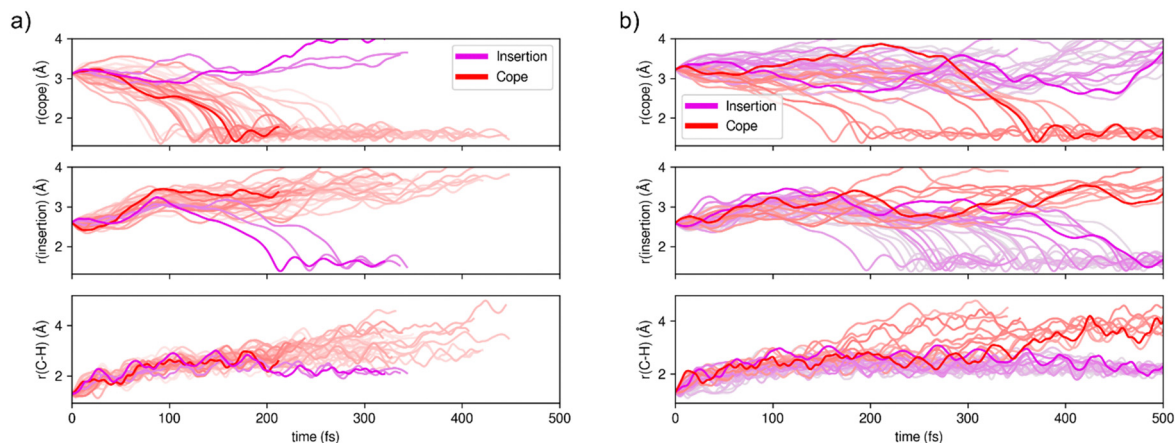 a)
r(cope) (Å)
4
3
2
Insertion
Cope
r(insertion) (Å)
4
3
2
r(C-H) (Å)
4
2
0 100 200 300 400 500
time (fs)
b)
r(cope) (Å)
4
3
2
Insertion
Cope
r(insertion) (Å)
4
3
2
r(C-H) (Å)
4
2
0 100 200 300 400 500
time (fs)